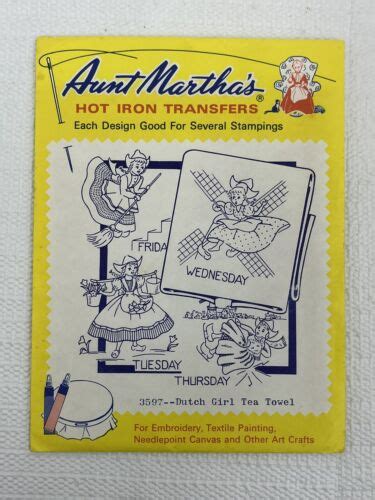 Aunt Martha's®
HOT IRON TRANSFERS
Each Design Good For Several Stampings
FRIDA
WEDNESDAY
TUESDAY
THURSDAY
3597--Dutch Girl Tea Towel
For Embroidery, Textile Painting,
Needlepoint Canvas and Other Art Crafts